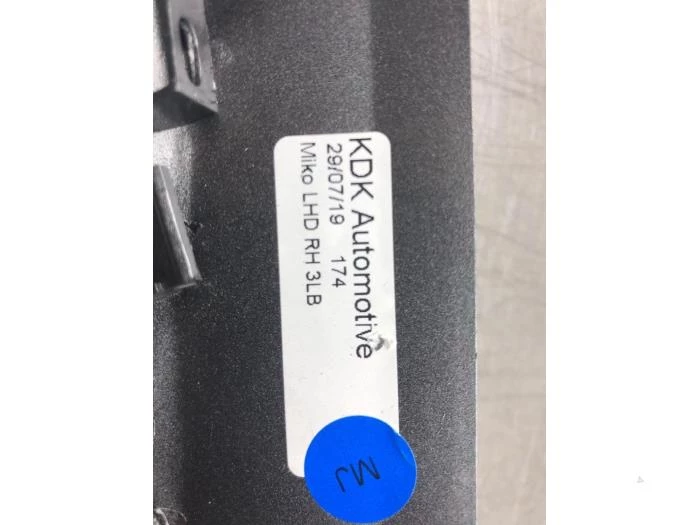 KDK Automotive
29/07/19 174
Miko LHD RH 3LB
MJ